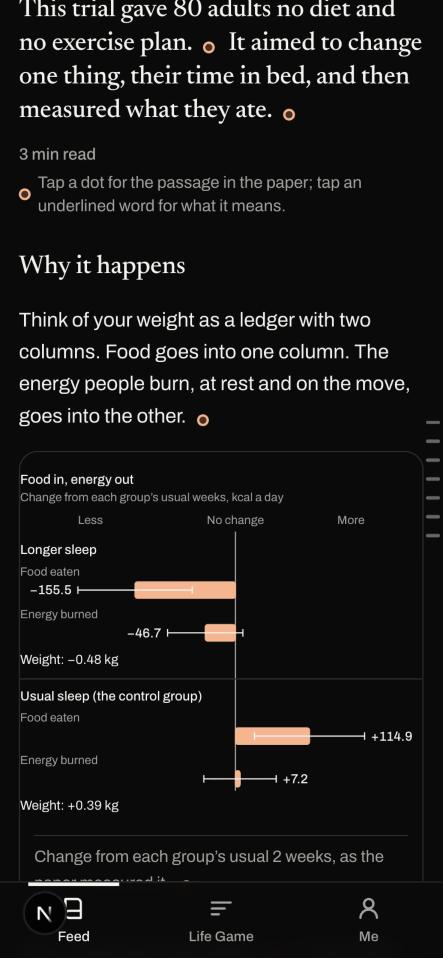 This trial gave 80 adults no diet and
no exercise plan. It aimed to change
one thing, their time in bed, and then
measured what they ate.
3 min read
Tap a dot for the passage in the paper; tap an
underlined word for what it means.
Why it happens
Think of your weight as a ledger with two
columns. Food goes into one column. The
energy people burn, at rest and on the move,
goes into the other.
Food in, energy out
Change from each group’s usual weeks, kcal a day
Less No change More
Longer sleep
Food eaten
−155.5
Energy burned
−46.7
Weight: −0.48 kg
Usual sleep (the control group)
Food eaten
+114.9
Energy burned
+7.2
Weight: +0.39 kg
Change from each group’s usual 2 weeks, as the
paper measured it.
N
Feed Life Game Me